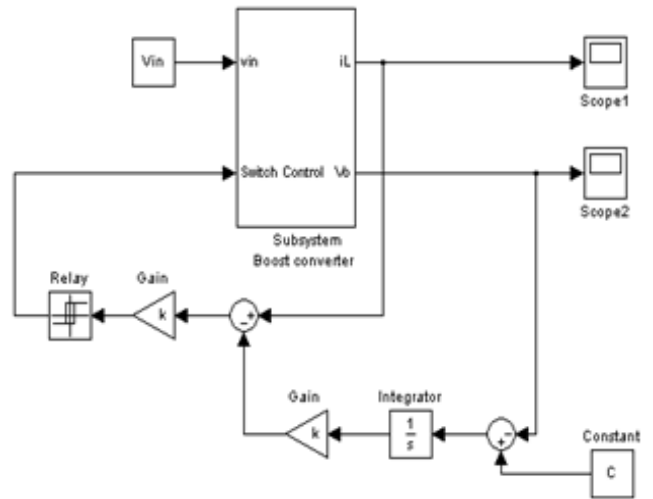 Vin
vin
iL
Scope1
Switch Control
Vo
Scope2
Subsystem
Boost converter
Relay
Gain
k
- +
Gain
k
Integrator
1
s
-
+
Constant
C